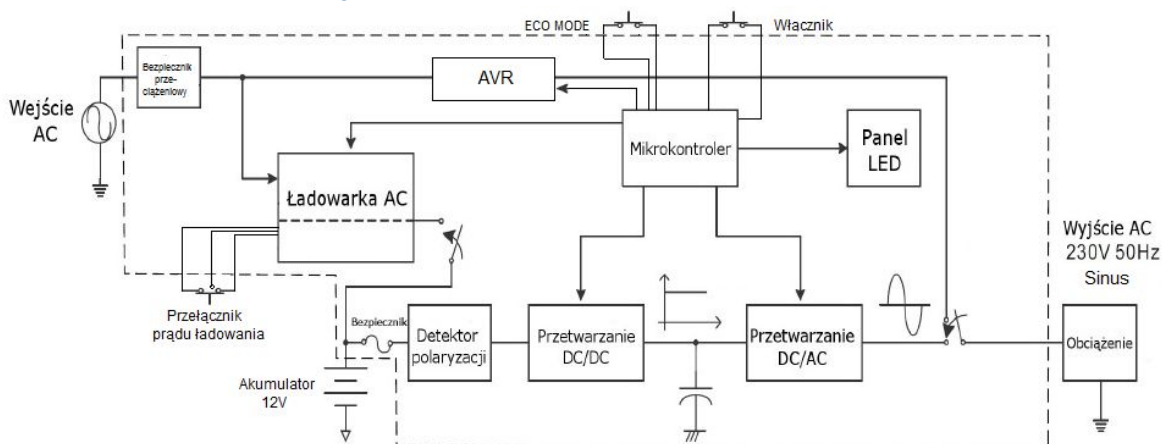 ECO MODE
Włacznik
Bezpiecznik
prze-
ciążeniowy
AVR
Wejście
AC
Mikrokontroler
Panel
LED
Ładowarka AC
Wyjście AC
230V 50Hz
Sinus
Przełącznik
prądu ładowania
Bezpiecznik
Detektor
polaryzacji
Przetwarzanie
DC/DC
Przetwarzanie
DC/AC
Obciążenie
Akumulator
12V